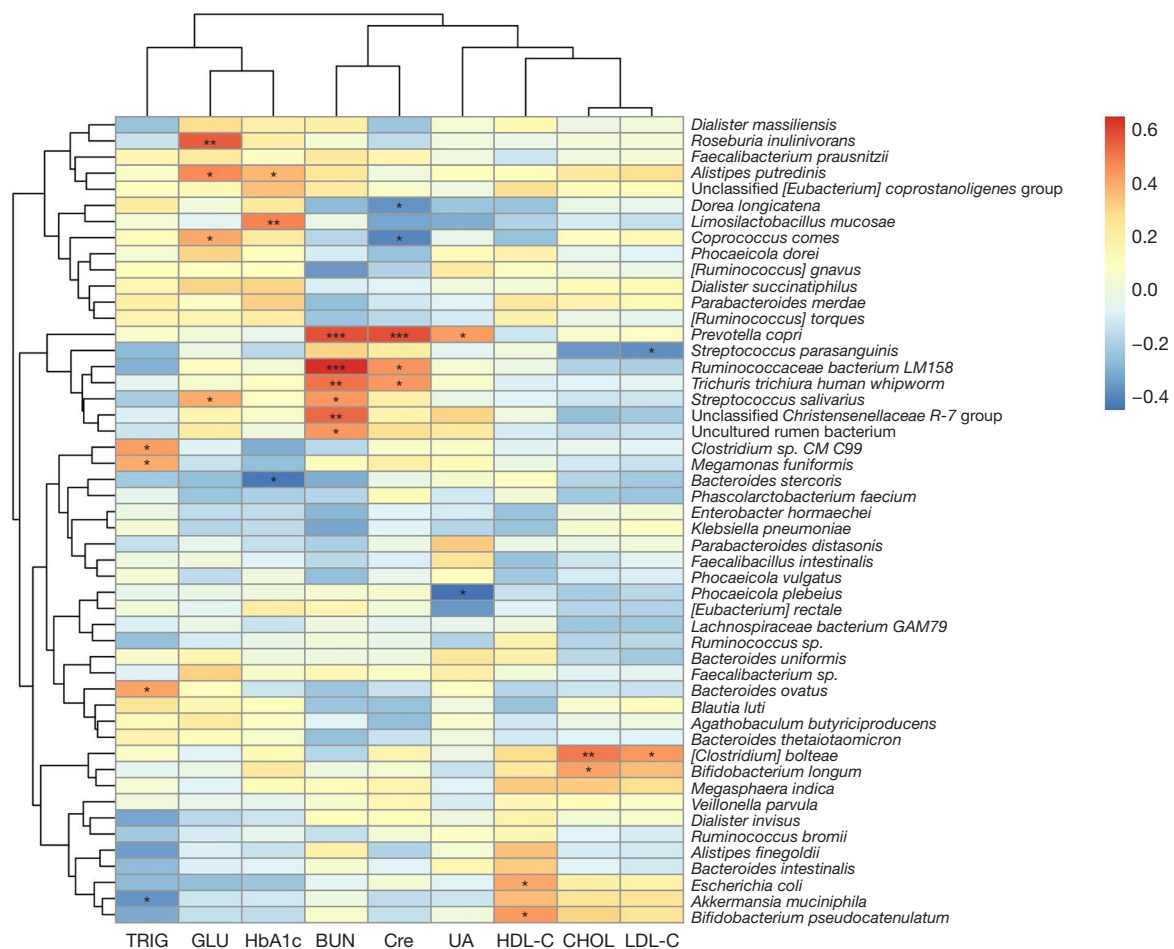 Dialister massiliensis
** Roseburia inulinivorans
Faecalibacterium prausnitzii
* * Alistipes putredinis
Unclassified [Eubacterium] coprostanoligenes group
* Dorea longicatena
** Limosilactobacillus mucosae
* * Coprococcus comes
Phocaeicola dorei
[Ruminococcus] gnavus
Dialister succinatiphilus
Parabacteroides merdae
[Ruminococcus] torques
*** *** * Prevotella copri
* Streptococcus parasanguinis
*** * Ruminococcaceae bacterium LM158
** * Trichuris trichiura human whipworm
* * Streptococcus salivarius
** Unclassified Christensenellaceae R-7 group
* Uncultured rumen bacterium
* Clostridium sp. CM C99
* Megamonas funiformis
* Bacteroides stercoris
Phascolarctobacterium faecium
Enterobacter hormaechei
Klebsiella pneumoniae
Parabacteroides distasonis
Faecalibacillus intestinalis
Phocaeicola vulgatus
* Phocaeicola plebeius
[Eubacterium] rectale
Lachnospiraceae bacterium GAM79
Ruminococcus sp.
Bacteroides uniformis
Faecalibacterium sp.
* Bacteroides ovatus
Blautia luti
Agathobaculum butyriciproducens
Bacteroides thetaiotaomicron
** * [Clostridium] bolteae
* Bifidobacterium longum
Megasphaera indica
Veillonella parvula
Dialister invisus
Ruminococcus bromii
Alistipes finegoldii
Bacteroides intestinalis
* Escherichia coli
* Akkermansia muciniphila
* Bifidobacterium pseudocatenulatum
TRIG GLU HbA1c BUN Cre UA HDL-C CHOL LDL-C
0.6
0.4
0.2
0.0
−0.2
−0.4